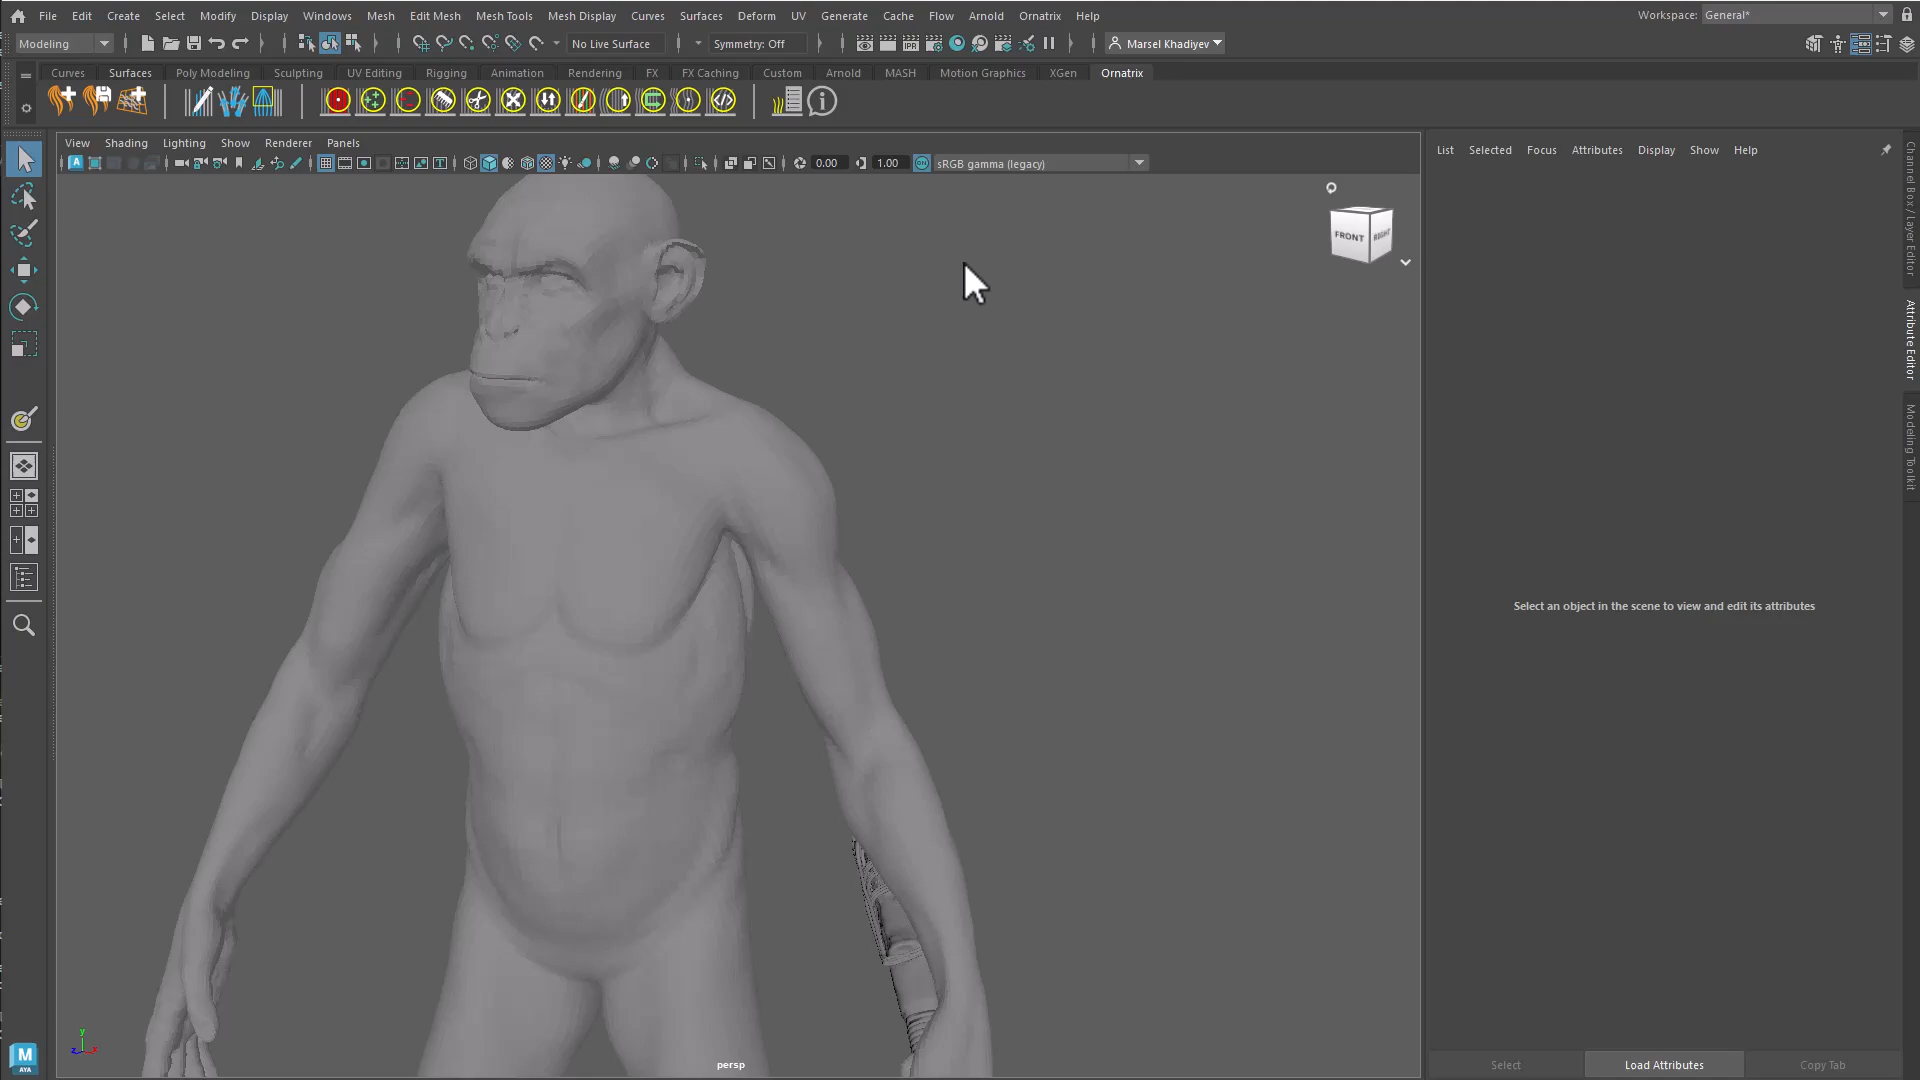 File Edit Create Select Modify Display Windows Mesh Edit Mesh Mesh Tools Mesh Display Curves Surfaces Deform UV Generate Cache Flow Arnold Ornatrix Help Workspace: General*
Modeling No Live Surface Symmetry: Off IPR Marsel Khadiyev
Curves Surfaces Poly Modeling Sculpting UV Editing Rigging Animation Rendering FX FX Caching Custom Arnold MASH Motion Graphics XGen Ornatrix
View Shading Lighting Show Renderer Panels
List Selected Focus Attributes Display Show Help
0.00 1.00 ON sRGB gamma (legacy)
FRONT RIGHT
Channel Box / Layer Editor
Attribute Editor
Modeling Toolkit
Select an object in the scene to view and edit its attributes
y
z x
persp
M
AYA
Select Load Attributes Copy Tab